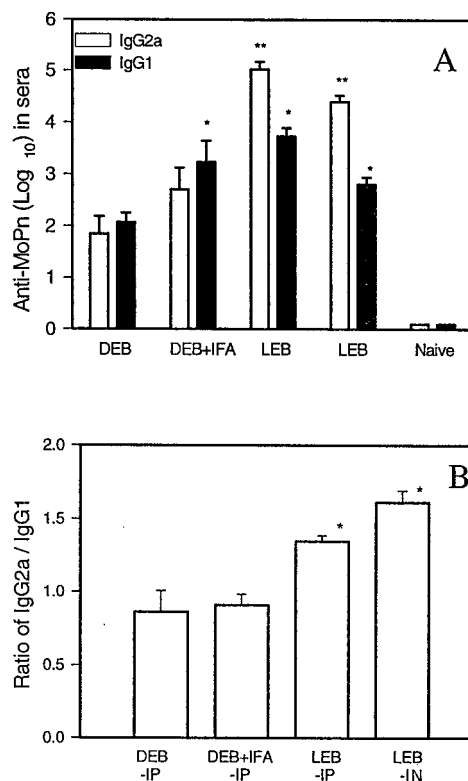 IgG2a
IgG1
A
Anti-MoPn (Log 10) in sera
6
5
4
3
2
1
0
** * ** * *
DEB DEB+IFA LEB LEB Naive
B
Ratio of IgG2a / IgG1
2.0
1.5
1.0
0.5
0.0
* *
DEB DEB+IFA LEB LEB
-IP -IP -IP -IN